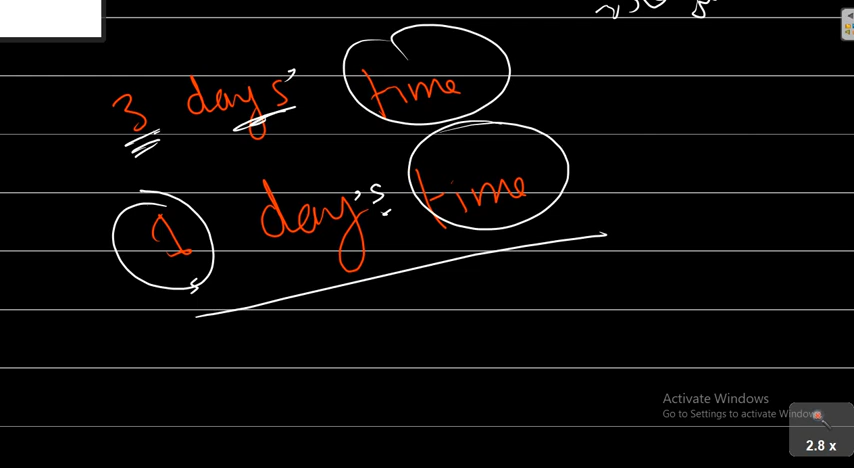 3 days' time
1 day's time
Activate Windows
Go to Settings to activate Windows.
2.8 x